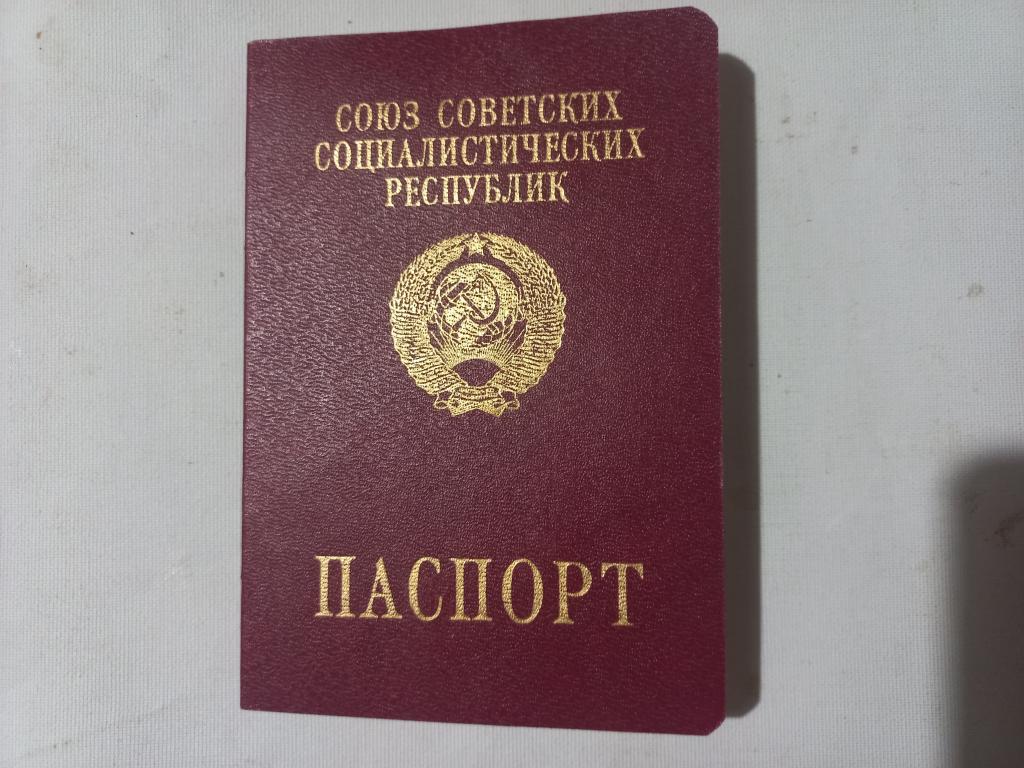 СОЮЗ СОВЕТСКИХ
СОЦИАЛИСТИЧЕСКИХ
РЕСПУБЛИК
ПАСПОРТ